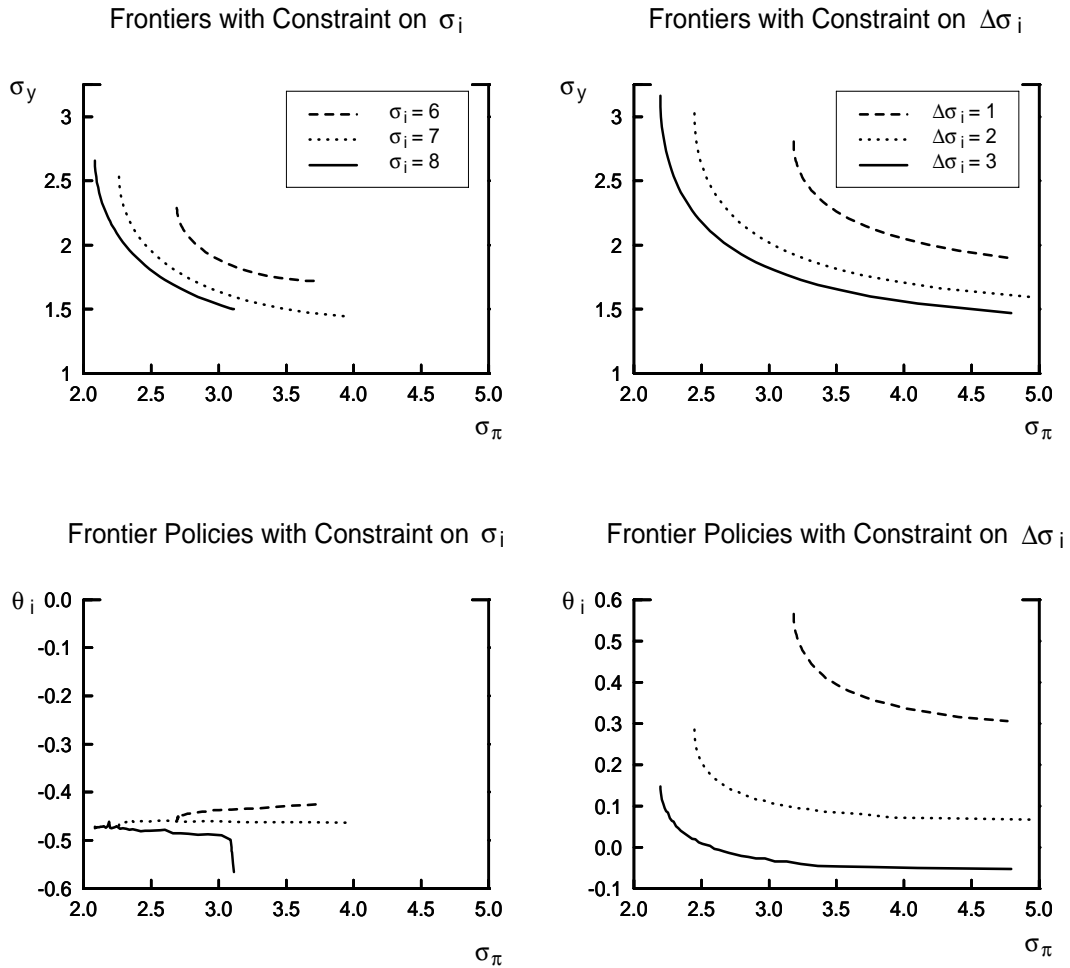 Frontiers with Constraint on σi
σy
3
2.5
2
1.5
1
2.0 2.5 3.0 3.5 4.0 4.5 5.0
σπ
σi = 6
σi = 7
σi = 8
Frontiers with Constraint on Δσi
σy
3
2.5
2
1.5
1
2.0 2.5 3.0 3.5 4.0 4.5 5.0
σπ
Δσi = 1
Δσi = 2
Δσi = 3
Frontier Policies with Constraint on σi
θi
0.0
-0.1
-0.2
-0.3
-0.4
-0.5
-0.6
2.0 2.5 3.0 3.5 4.0 4.5 5.0
σπ
Frontier Policies with Constraint on Δσi
θi
0.6
0.5
0.4
0.3
0.2
0.1
0.0
-0.1
2.0 2.5 3.0 3.5 4.0 4.5 5.0
σπ